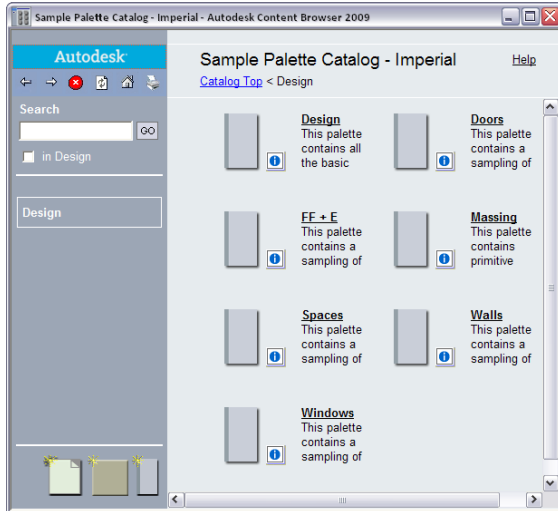 Sample Palette Catalog - Imperial - Autodesk Content Browser 2009
Autodesk
Search
GO
in Design
Design
Sample Palette Catalog - Imperial
Help
Catalog Top < Design
Design
This palette
contains all
the basic
Doors
This palette
contains a
sampling of
FF + E
This palette
contains a
sampling of
Massing
This palette
contains
primitive
Spaces
This palette
contains a
sampling of
Walls
This palette
contains a
sampling of
Windows
This palette
contains a
sampling of